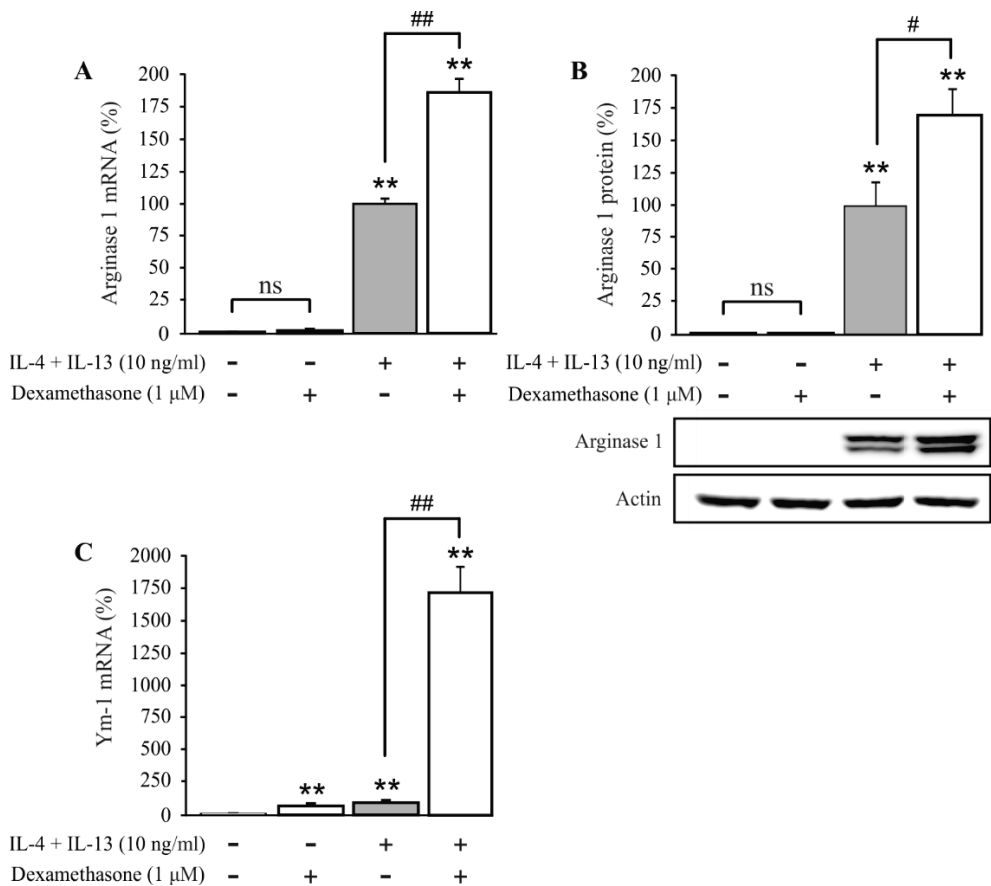 ##
A
**
**
ns
200
175
150
125
100
75
50
25
0
Arginase 1 mRNA (%)
IL-4 + IL-13 (10 ng/ml) - - + +
Dexamethasone (1 μM) - + - +
#
B
**
**
ns
200
175
150
125
100
75
50
25
0
Arginase 1 protein (%)
IL-4 + IL-13 (10 ng/ml) - - + +
Dexamethasone (1 μM) - + - +
Arginase 1
Actin
##
C
**
**
**
2000
1750
1500
1250
1000
750
500
250
0
Ym-1 mRNA (%)
IL-4 + IL-13 (10 ng/ml) - - + +
Dexamethasone (1 μM) - + - +